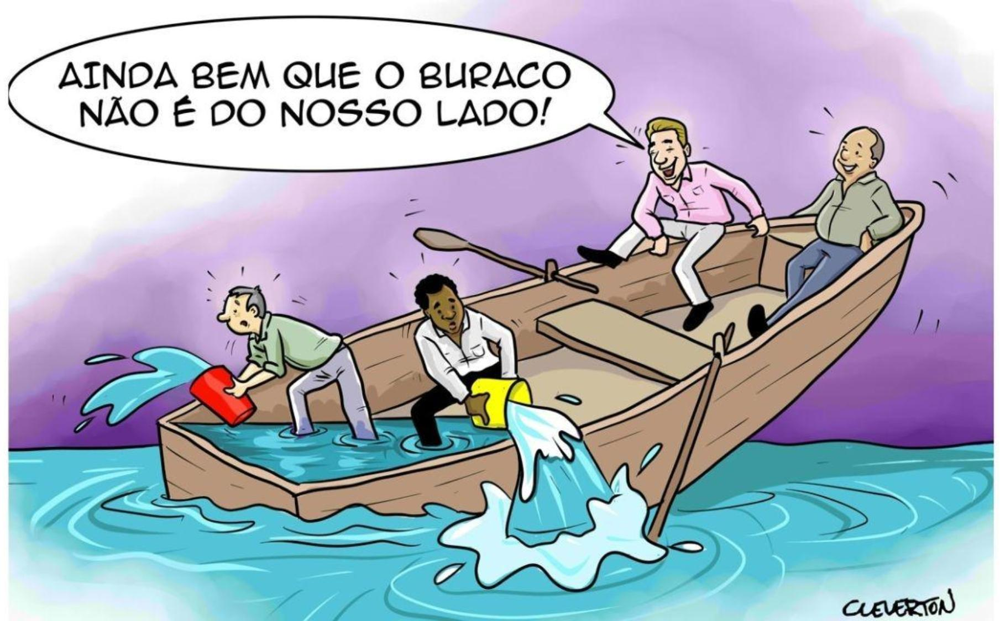 AINDA BEM QUE O BURACO
NÃO É DO NOSSO LADO!
CLEVERTON